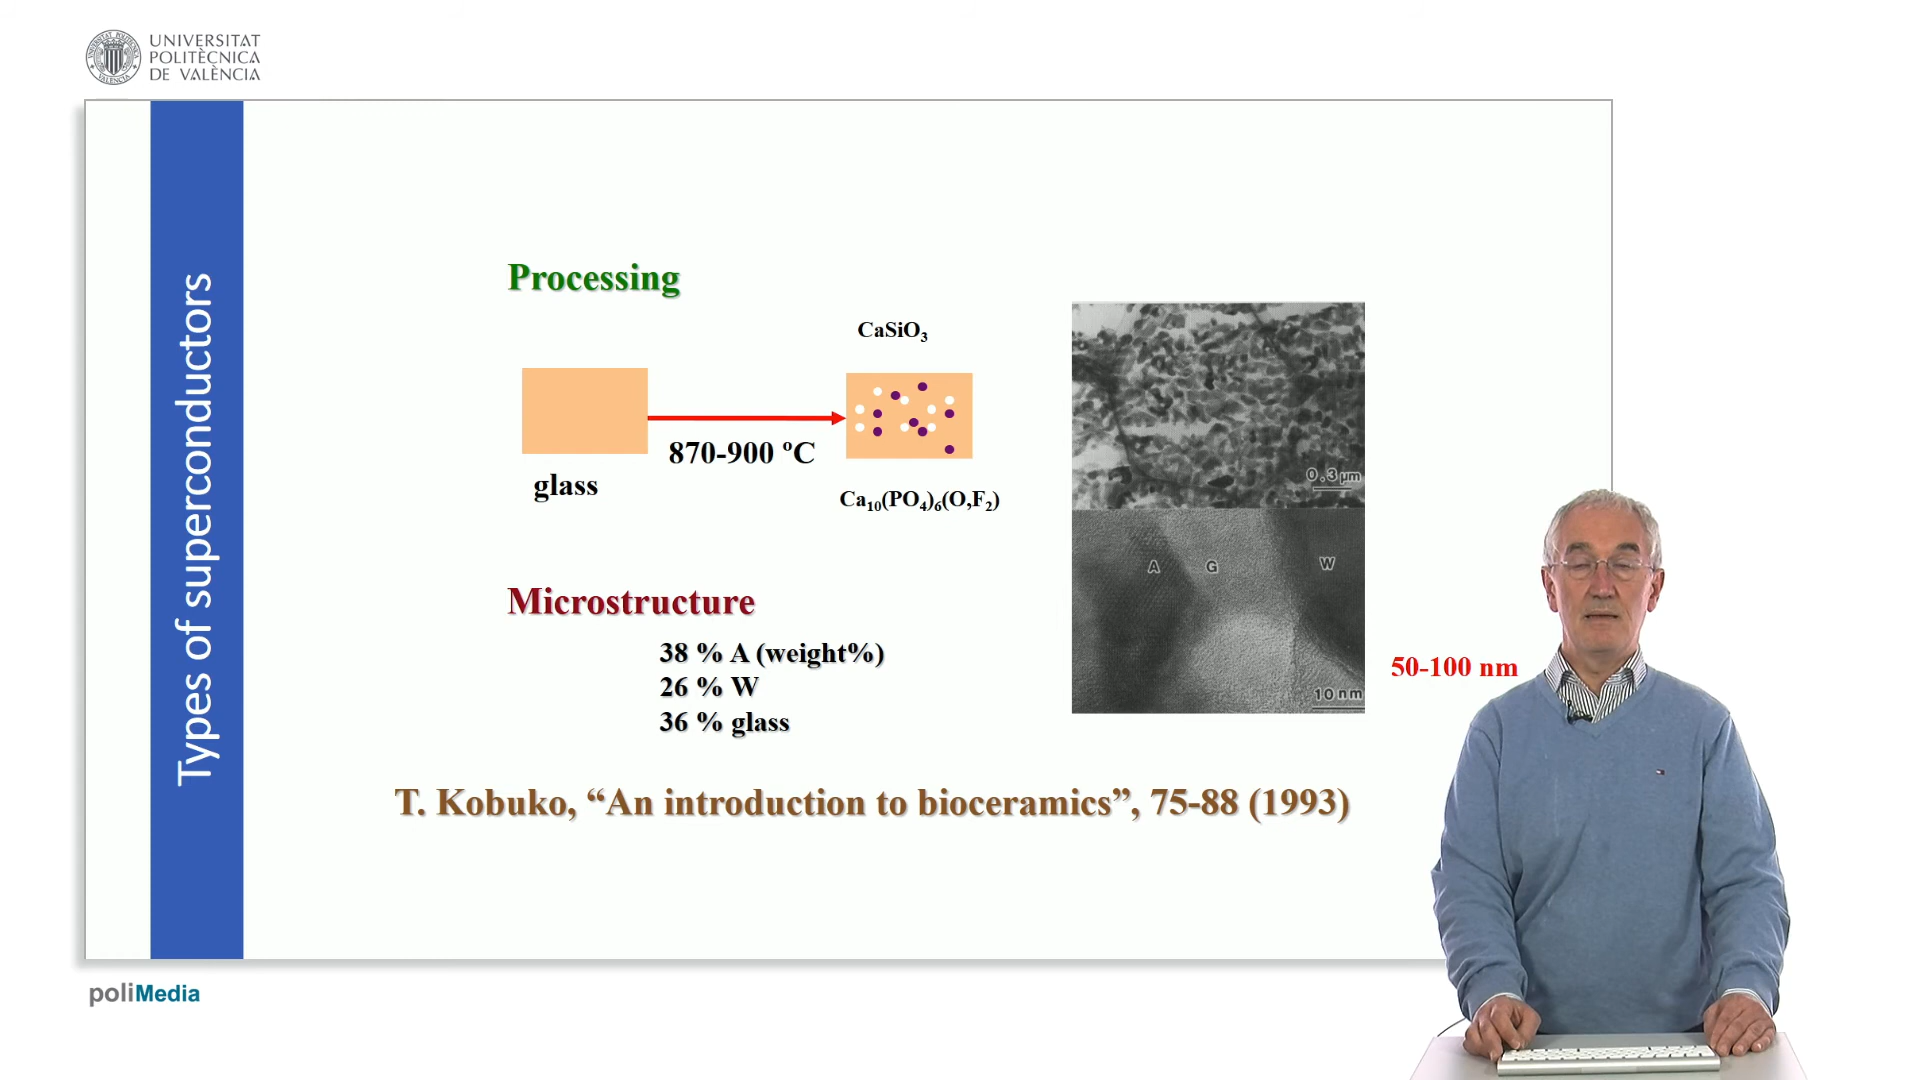 UNIVERSITAT
POLITÈCNICA
DE VALÈNCIA
Types of superconductors
Processing
CaSiO₃
870-900 ºC
glass
Ca₁₀(PO₄)₆(O,F₂)
0.3 µm
A G W
10 nm
50-100 nm
Microstructure
38 % A (weight%)
26 % W
36 % glass
T. Kobuko, “An introduction to bioceramics”, 75-88 (1993)
poliMedia